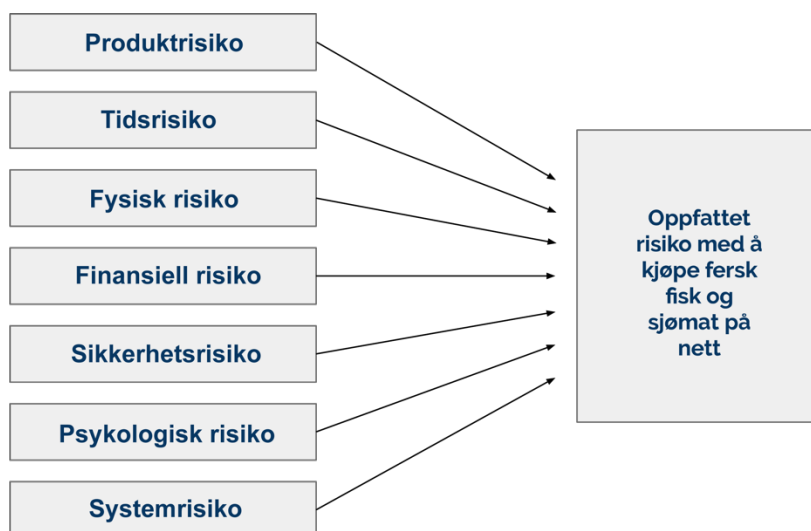 Produktrisiko
Tidsrisiko
Fysisk risiko
Finansiell risiko
Sikkerhetsrisiko
Psykologisk risiko
Systemrisiko
Oppfattet
risiko med å
kjøpe fersk
fisk og
sjømat på
nett